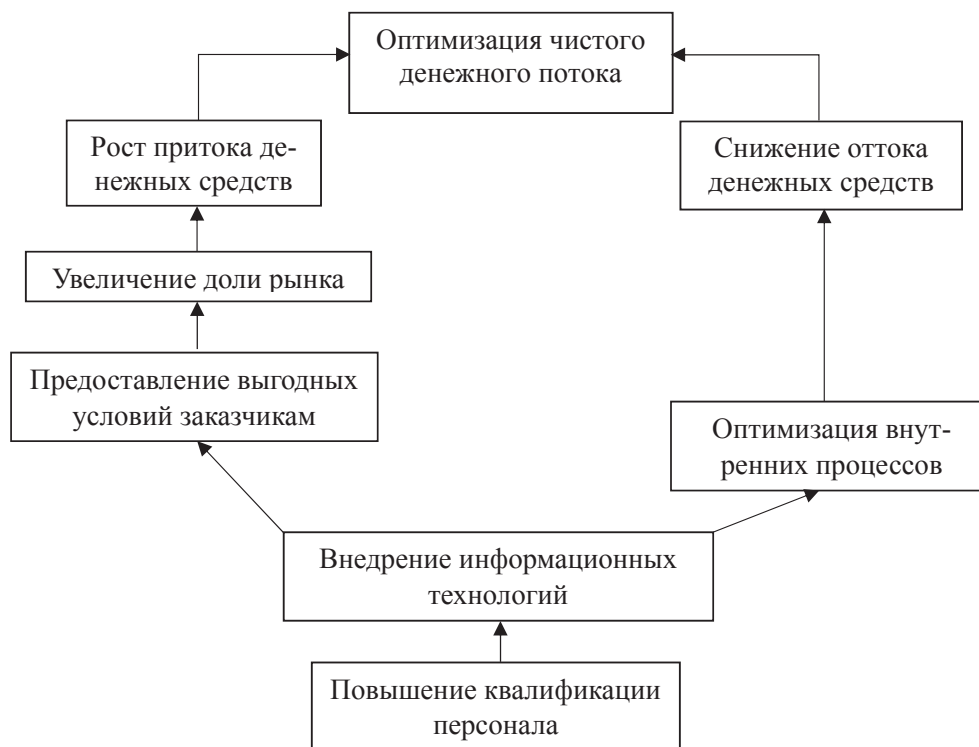 Оптимизация чистого
денежного потока
Рост притока де-
нежных средств
Снижение оттока
денежных средств
Увеличение доли рынка
Предоставление выгодных
условий заказчикам
Оптимизация внут-
ренних процессов
Внедрение информационных
технологий
Повышение квалификации
персонала